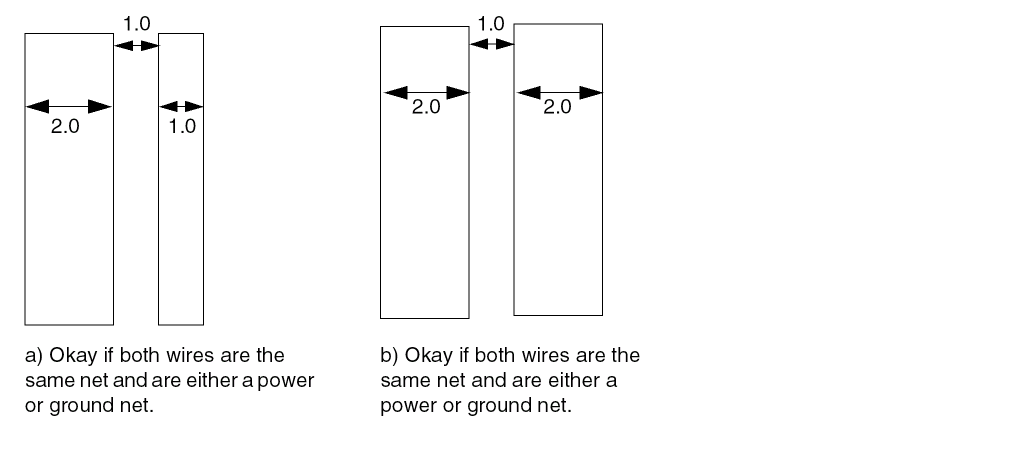 1.0
2.0
1.0
a) Okay if both wires are the
same net and are either a power
or ground net.
1.0
2.0
2.0
b) Okay if both wires are the
same net and are either a
power or ground net.